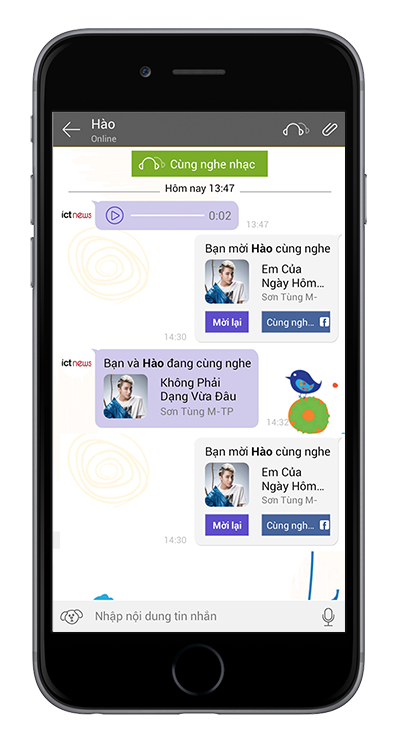 Hào
Online
Cùng nghe nhạc
Hôm nay 13:47
ictnews
0:02
13:47
Bạn mời Hào cùng nghe
Em Của
Ngày Hôm...
Sơn Tùng M-
Mời lại
Cùng ngh...
14:30
ictnews
Bạn và Hào đang cùng nghe
Không Phải
Dạng Vừa Đâu
Sơn Tùng M-TP
14:32
Bạn mời Hào cùng nghe
Em Của
Ngày Hôm...
Sơn Tùng M-
Mời lại
Cùng ngh...
14:30
Nhập nội dung tin nhắn